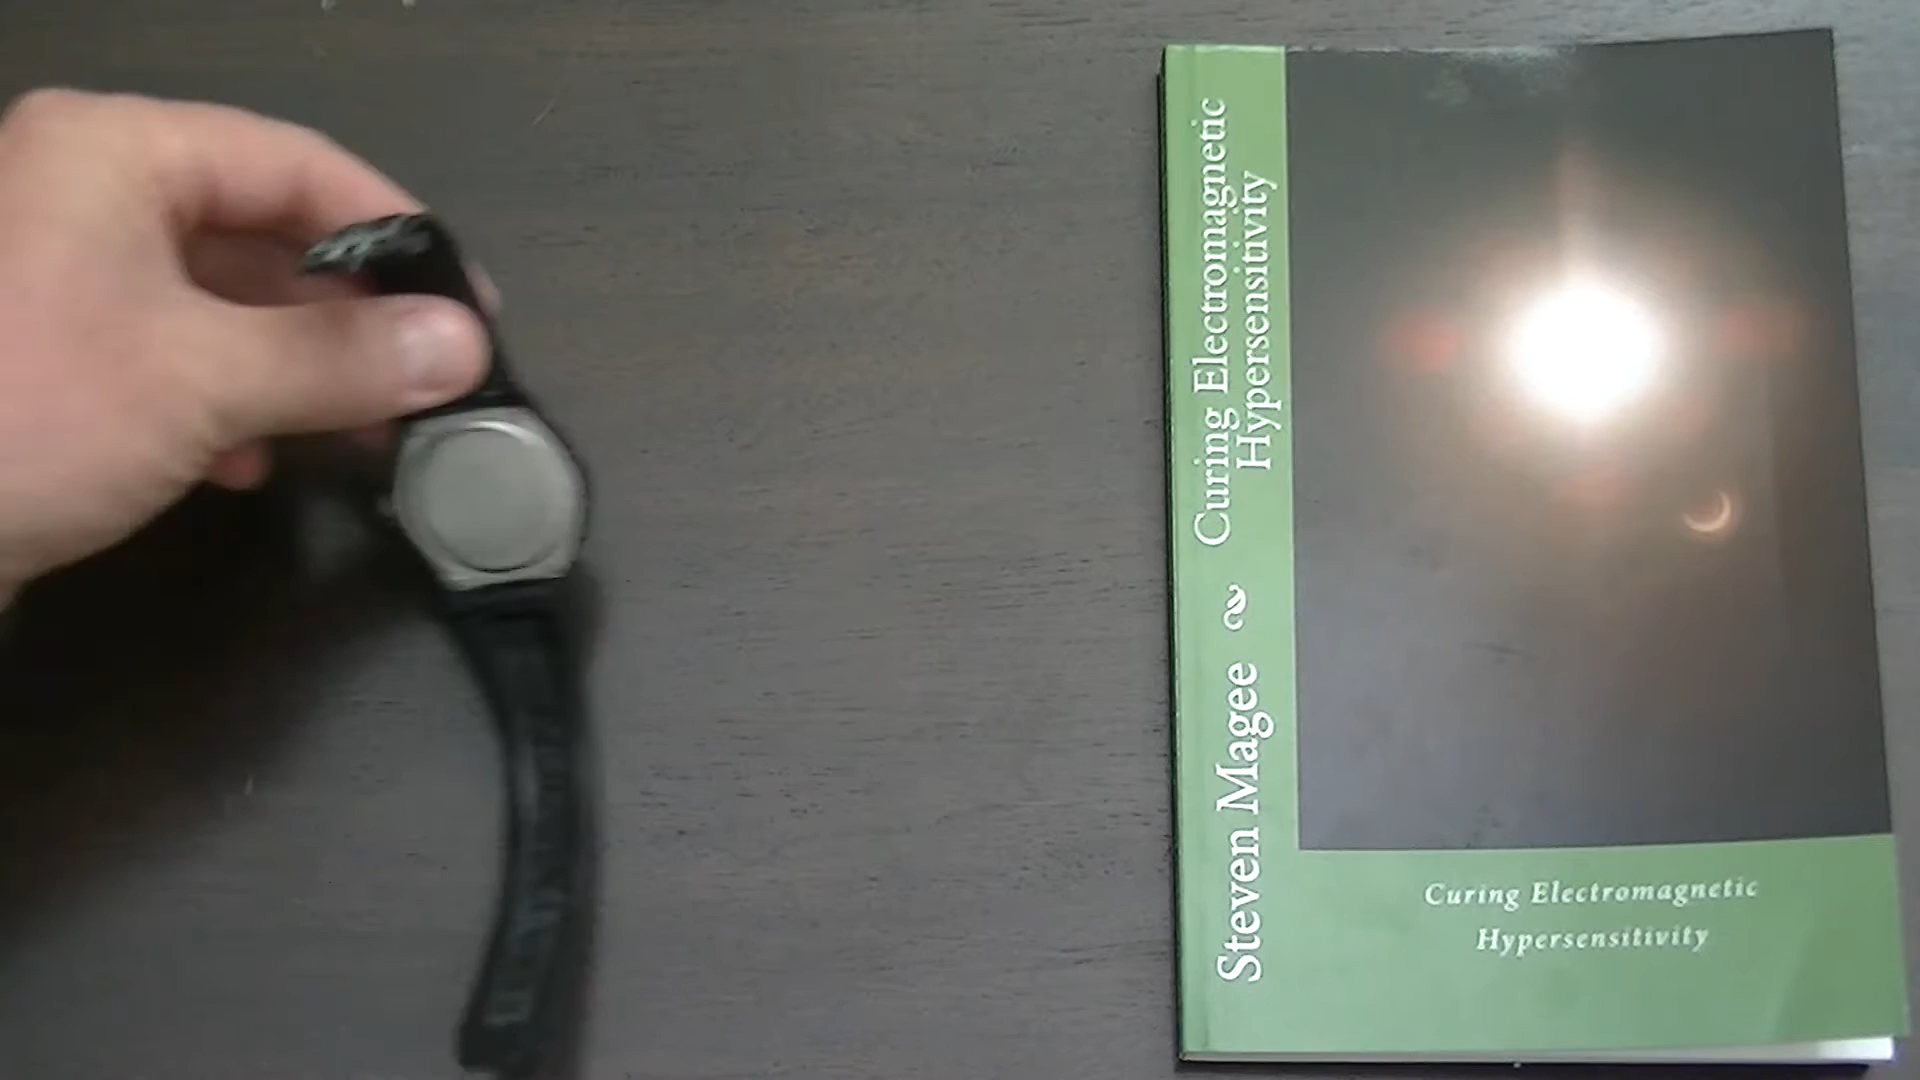 Curing Electromagnetic
Hypersensitivity
Steven Magee
Curing Electromagnetic
Hypersensitivity